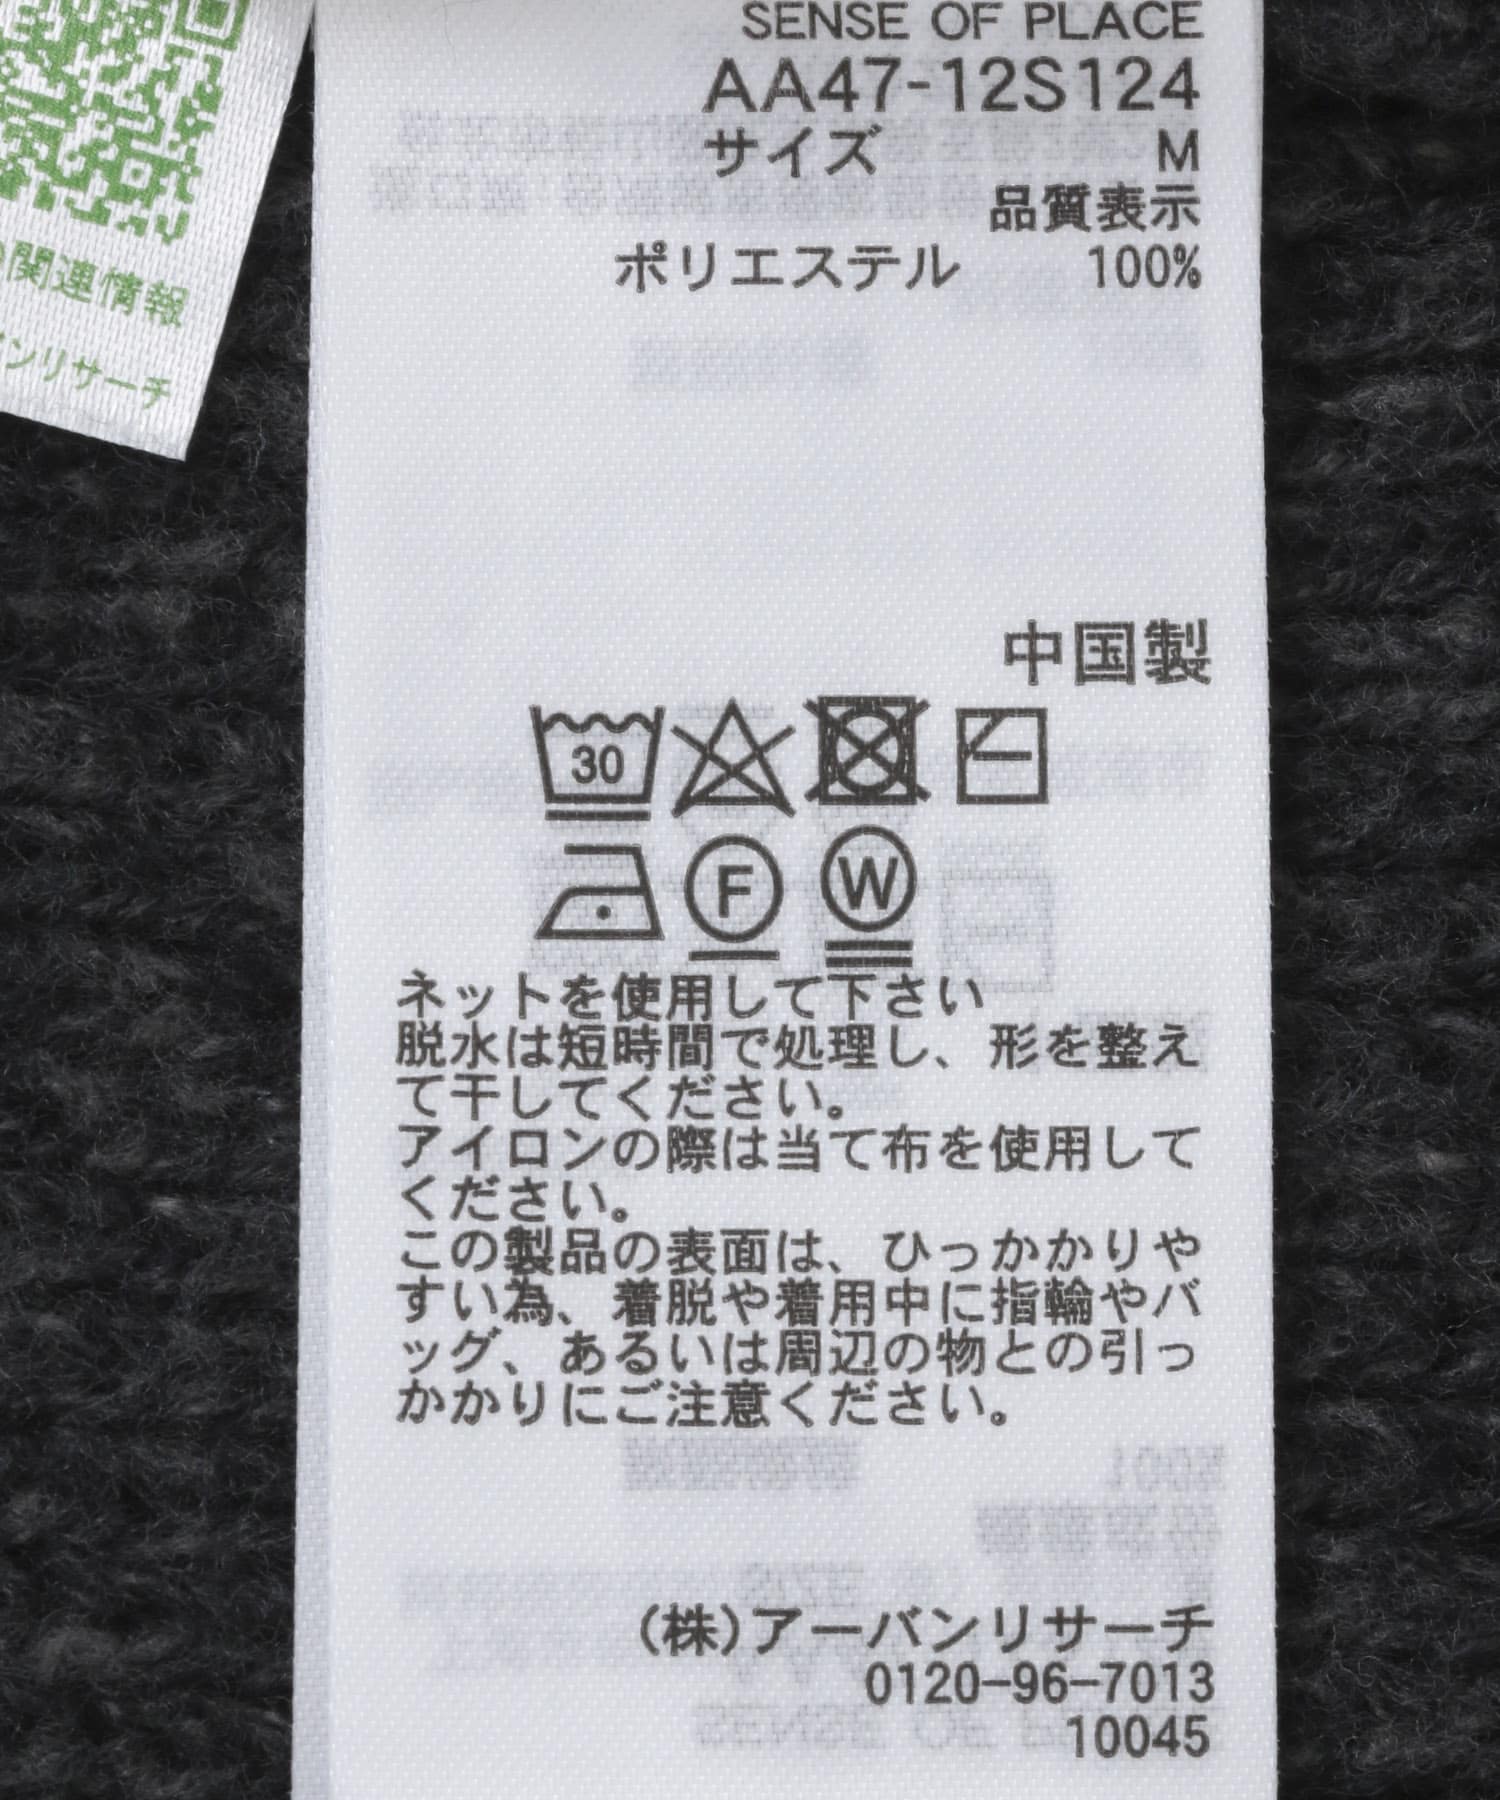 関連情報
ンリサーチ
SENSE OF PLACE
AA47-12S124
サイズ M
品質表示
ポリエステル 100%
中国製
30
F W
ネットを使用して下さい
脱水は短時間で処理し、形を整え
て干してください。
アイロンの際は当て布を使用して
ください。
この製品の表面は、ひっかかりや
すい為、着脱や着用中に指輪やバ
ッグ、あるいは周辺の物との引っ
かかりにご注意ください。
(株)アーバンリサーチ
0120-96-7013
10045